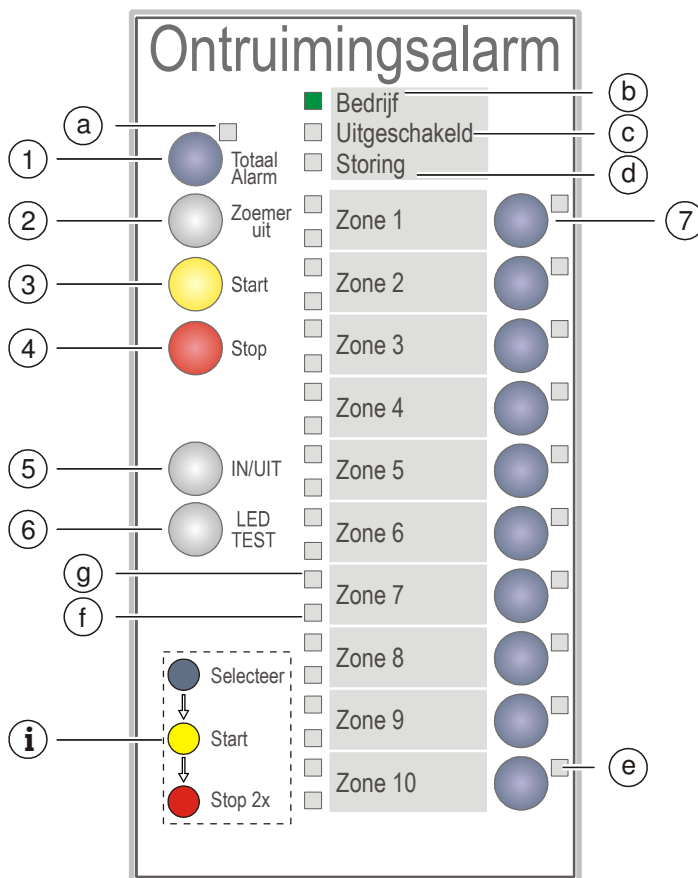 Ontruimingsalarm
b
Bedrijf
a
Uitgeschakeld
c
1
Totaal
Alarm
Storing
d
2
Zoemer
uit
Zone 1
7
3
Start
Zone 2
4
Stop
Zone 3
Zone 4
5
IN/UIT
Zone 5
6
LED
TEST
Zone 6
g
Zone 7
f
Selecteer
Zone 8
i
Start
Zone 9
Stop 2x
Zone 10
e